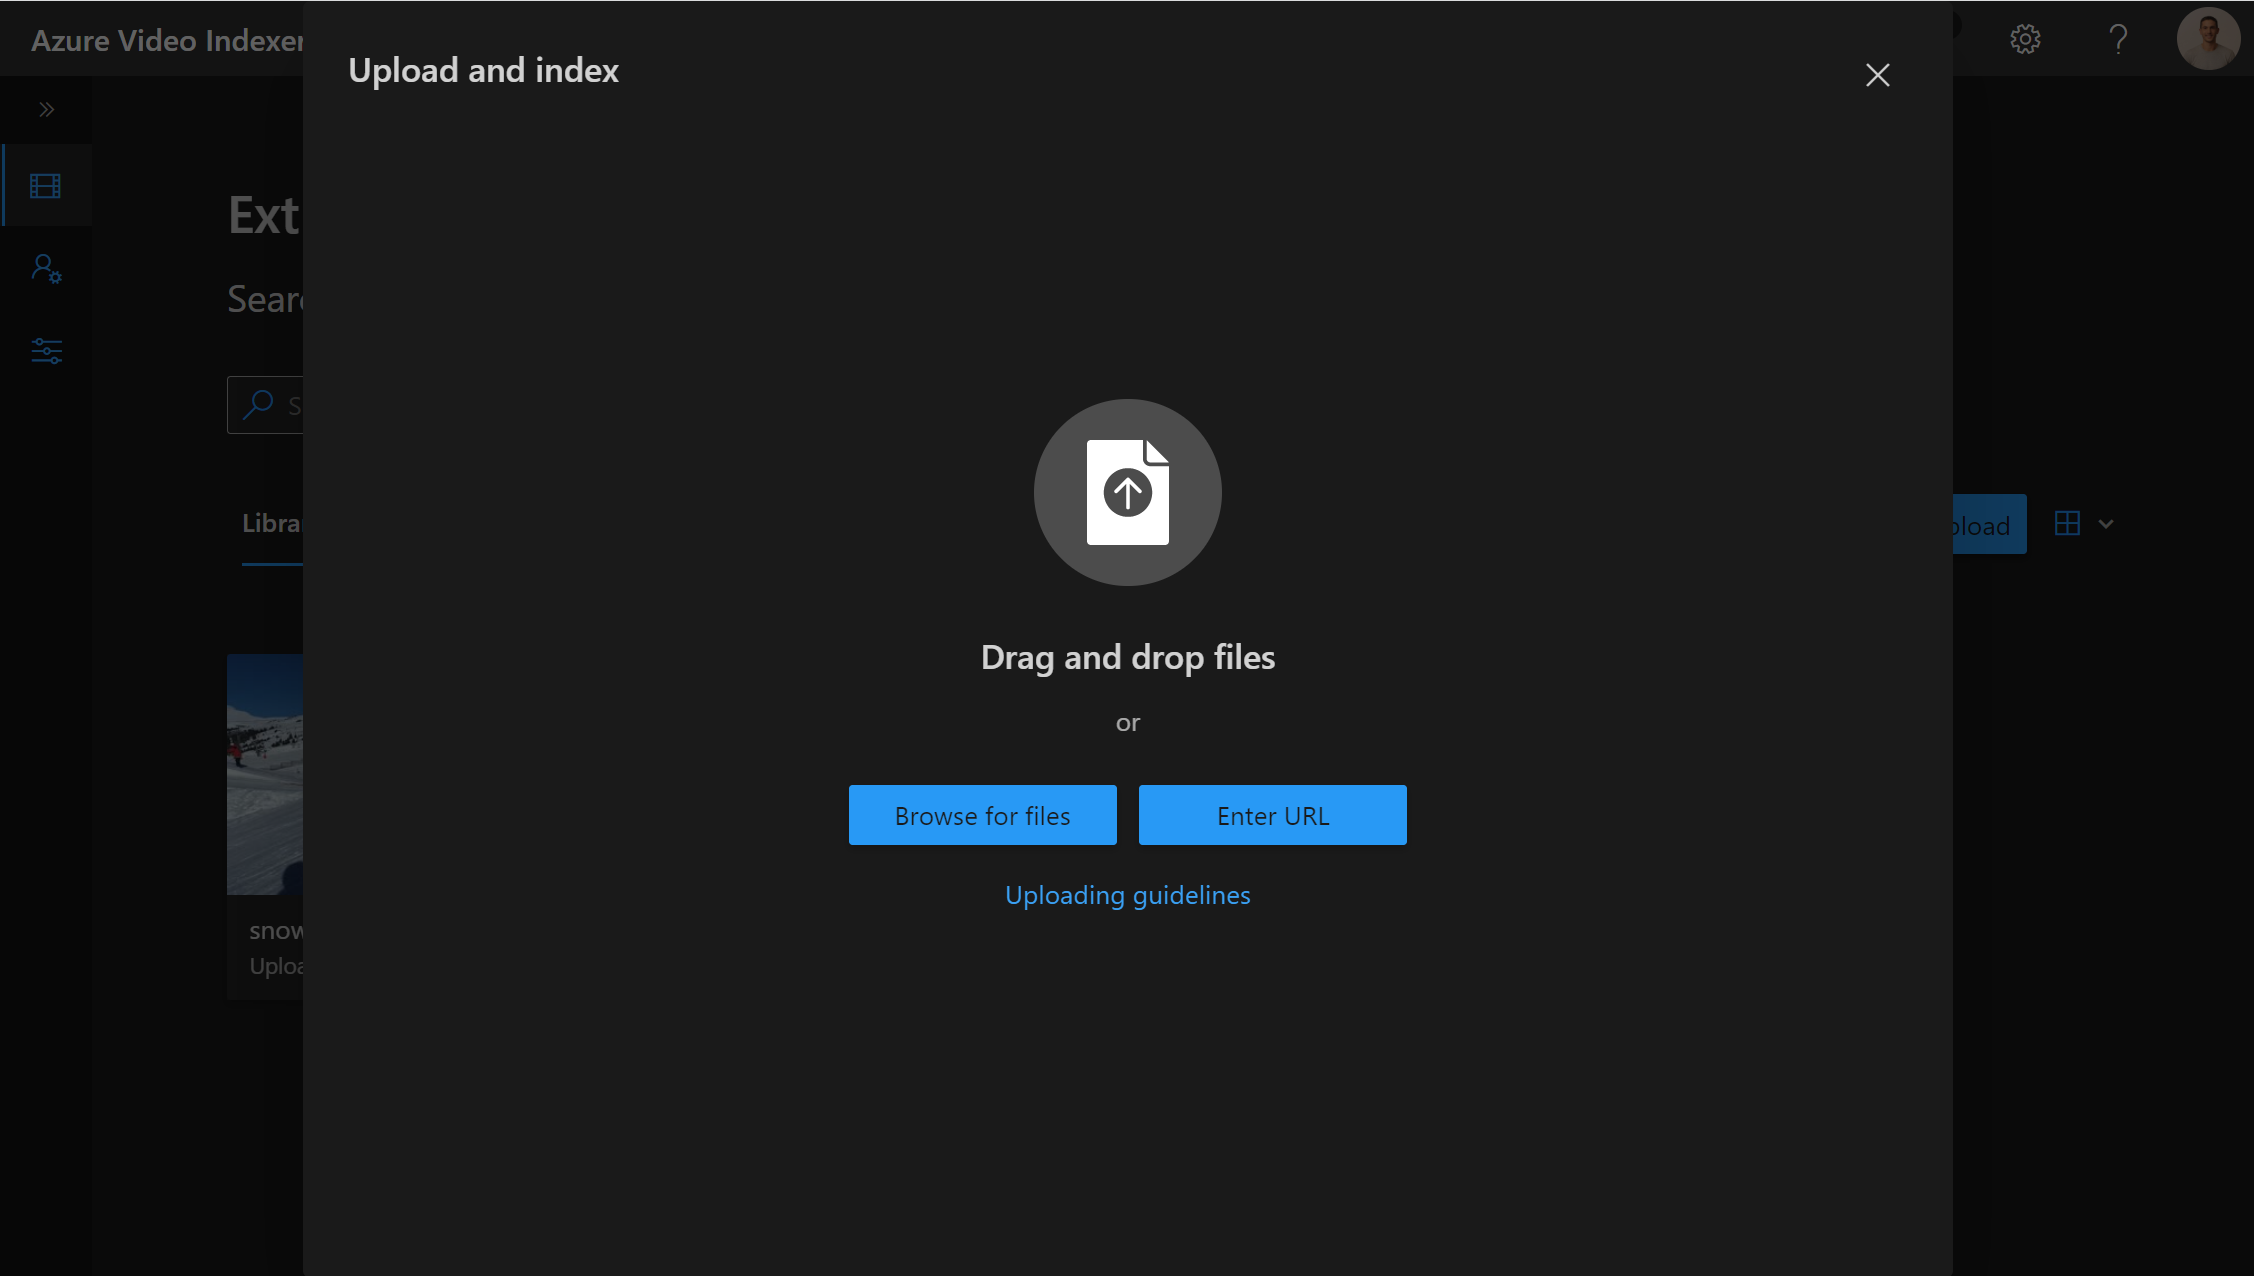 Azure Video Indexer
Upload and index
Ext
Sear
S
Libra
pload
Drag and drop files
or
Browse for files
Enter URL
Uploading guidelines
snow
Uploa